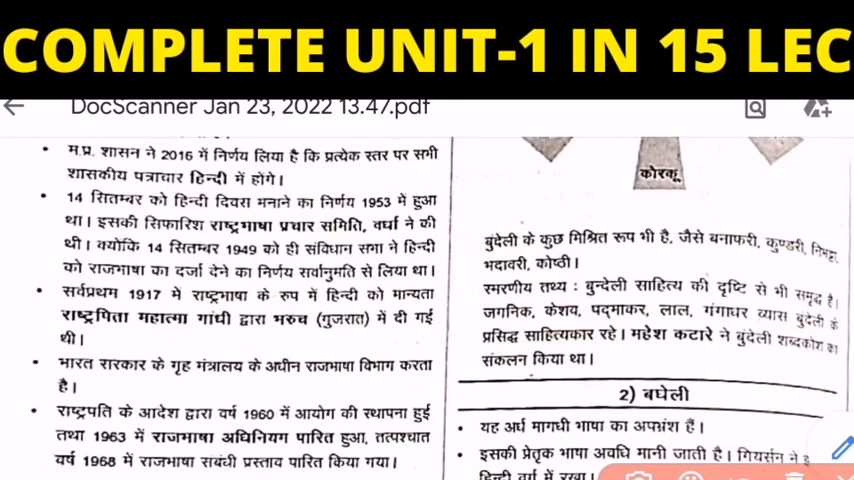 COMPLETE UNIT-1 IN 15 LEC
DocScanner Jan 23, 2022 13.47.pdf
म.प्र. शासन ने 2016 में निर्णय लिया है कि प्रत्येक स्तर पर सभी
शासकीय पत्राचार हिन्दी में होंगे।
14 सितम्बर को हिन्दी दिवस मनाने का निर्णय 1953 में हुआ
था। इसकी सिफारिश राष्ट्रभाषा प्रचार समिति, वर्धा ने की
थी। क्योंकि 14 सितम्बर 1949 को ही संविधान सभा ने हिन्दी
को राजभाषा का दर्जा देने का निर्णय सर्वानुमति से लिया था।
सर्वप्रथम 1917 में राष्ट्रभाषा के रुप में हिन्दी को मान्यता
राष्ट्रपिता महात्मा गांधी द्वारा भरुच (गुजरात) में दी गई
थी।
भारत सरकार के गृह मंत्रालय के अधीन राजभाषा विभाग करता
है।
राष्ट्रपति के आदेश द्वारा वर्ष 1960 में आयोग की स्थापना हुई
तथा 1963 में राजभाषा अधिनियम पारित हुआ, तत्पश्चात
वर्ष 1968 में राजभाषा संबंधी प्रस्ताव पारित किया गया।
कोरकू
बुंदेली के कुछ मिश्रित रूप भी है, जैसे बनाफरी, कुण्डरी, निभट्टा,
भदावरी, कोष्ठी।
स्मरणीय तथ्य : बुन्देली साहित्य की दृष्टि से भी समृद्ध है।
जगनिक, केशव, पद्माकर, लाल, गंगाधर व्यास बुंदेली के
प्रसिद्ध साहित्यकार रहे। महेश कटारे ने बुंदेली शब्दकोश का
संकलन किया था।
2) बघेली
यह अर्ध मागधी भाषा का अपभ्रंश हैं।
इसकी प्रेतृक भाषा अवधि मानी जाती है। गियर्सन ने इ
हिन्दी वर्ग में रखा।